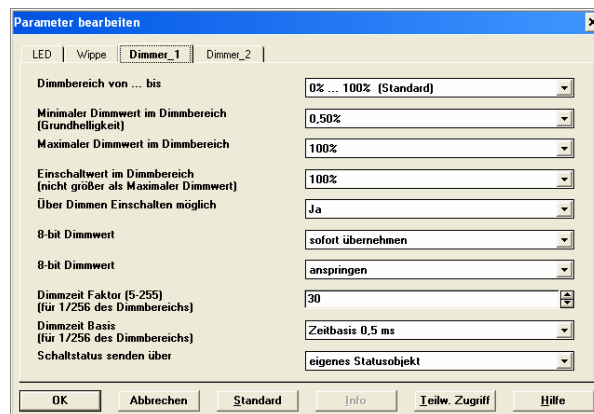 Parameter bearbeiten
LED Wippe Dimmer_1 Dimmer_2
Dimmbereich von ... bis
0% ... 100% (Standard)
Minimaler Dimmwert im Dimmbereich
(Grundhelligkeit)
0,50%
Maximaler Dimmwert im Dimmbereich
100%
Einschaltwert im Dimmbereich
(nicht größer als Maximaler Dimmwert)
100%
Über Dimmen Einschalten möglich
Ja
8-bit Dimmwert
sofort übernehmen
8-bit Dimmwert
anspringen
Dimmzeit Faktor (5-255)
(für 1/256 des Dimmbereichs)
30
Dimmzeit Basis
(für 1/256 des Dimmbereichs)
Zeitbasis 0,5 ms
Schaltstatus senden über
eigenes Statusobjekt
OK Abbrechen Standard Info Teilw. Zugriff Hilfe